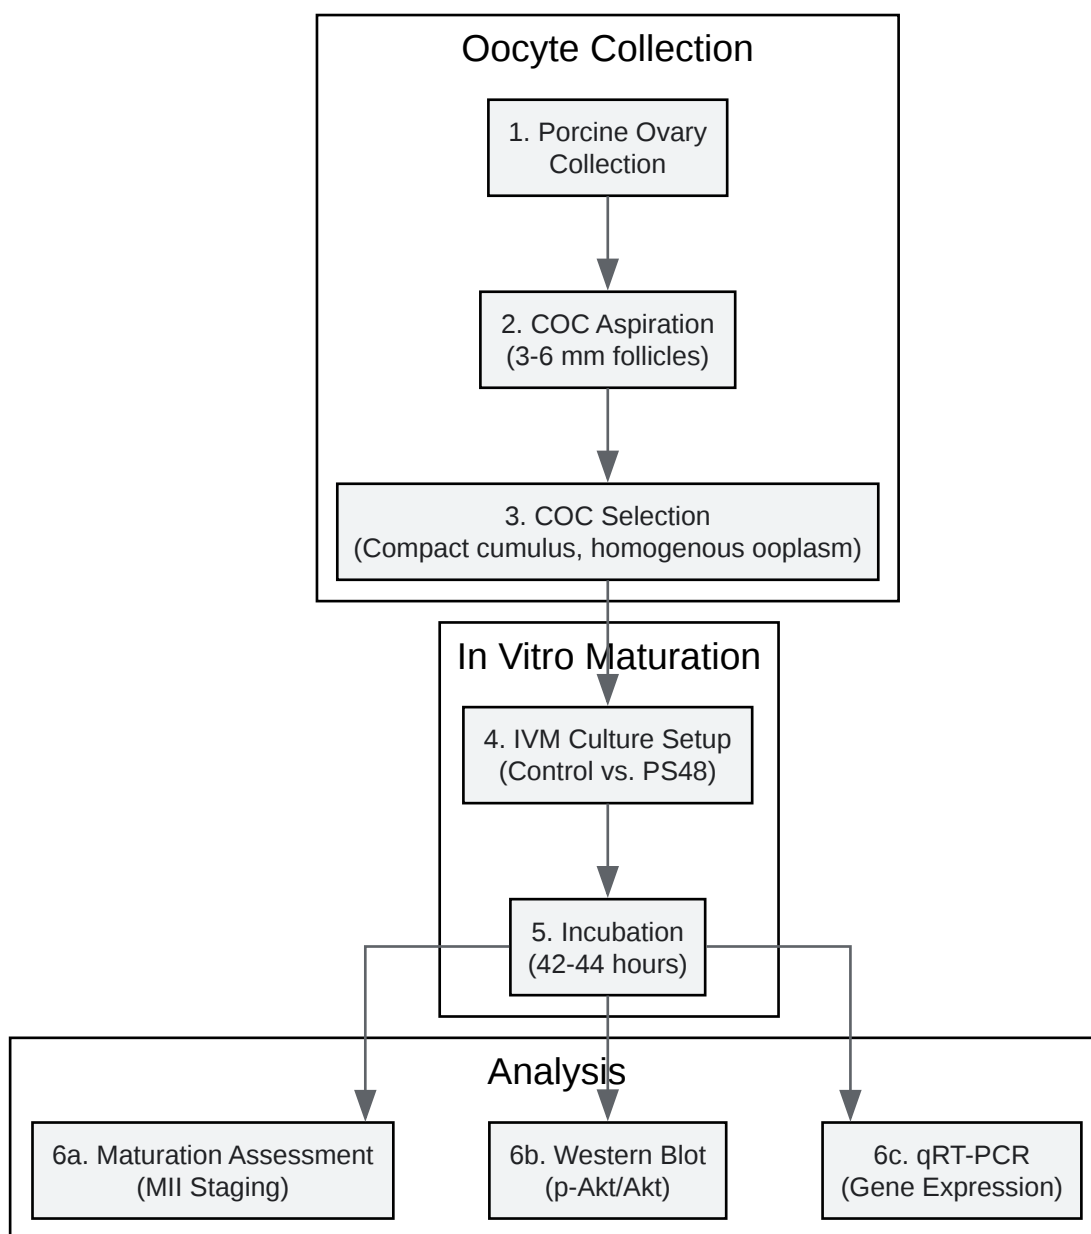 Oocyte Collection
1. Porcine Ovary
Collection
2. COC Aspiration
(3-6 mm follicles)
3. COC Selection
(Compact cumulus, homogenous ooplasm)
In Vitro Maturation
4. IVM Culture Setup
(Control vs. PS48)
5. Incubation
(42-44 hours)
Analysis
6a. Maturation Assessment
(MII Staging)
6b. Western Blot
(p-Akt/Akt)
6c. qRT-PCR
(Gene Expression)